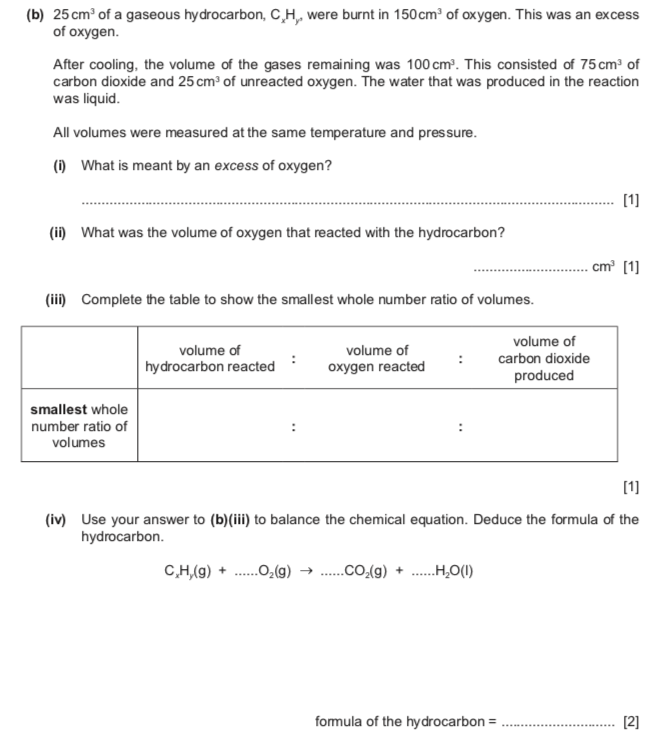 (b) 25 cm³ of a gaseous hydrocarbon, CₓHᵧ, were burnt in 150 cm³ of oxygen. This was an excess
of oxygen.
After cooling, the volume of the gases remaining was 100 cm³. This consisted of 75 cm³ of
carbon dioxide and 25 cm³ of unreacted oxygen. The water that was produced in the reaction
was liquid.
All volumes were measured at the same temperature and pressure.
(i) What is meant by an excess of oxygen?
.......................................................................................................................................... [1]
(ii) What was the volume of oxygen that reacted with the hydrocarbon?
............................. cm³ [1]
(iii) Complete the table to show the smallest whole number ratio of volumes.
volume of
hydrocarbon reacted : volume of
oxygen reacted : volume of
carbon dioxide
produced
smallest whole
number ratio of
volumes : :
[1]
(iv) Use your answer to (b)(iii) to balance the chemical equation. Deduce the formula of the
hydrocarbon.
CₓHᵧ(g) + ......O₂(g) → ......CO₂(g) + ......H₂O(l)
formula of the hydrocarbon = ............................. [2]